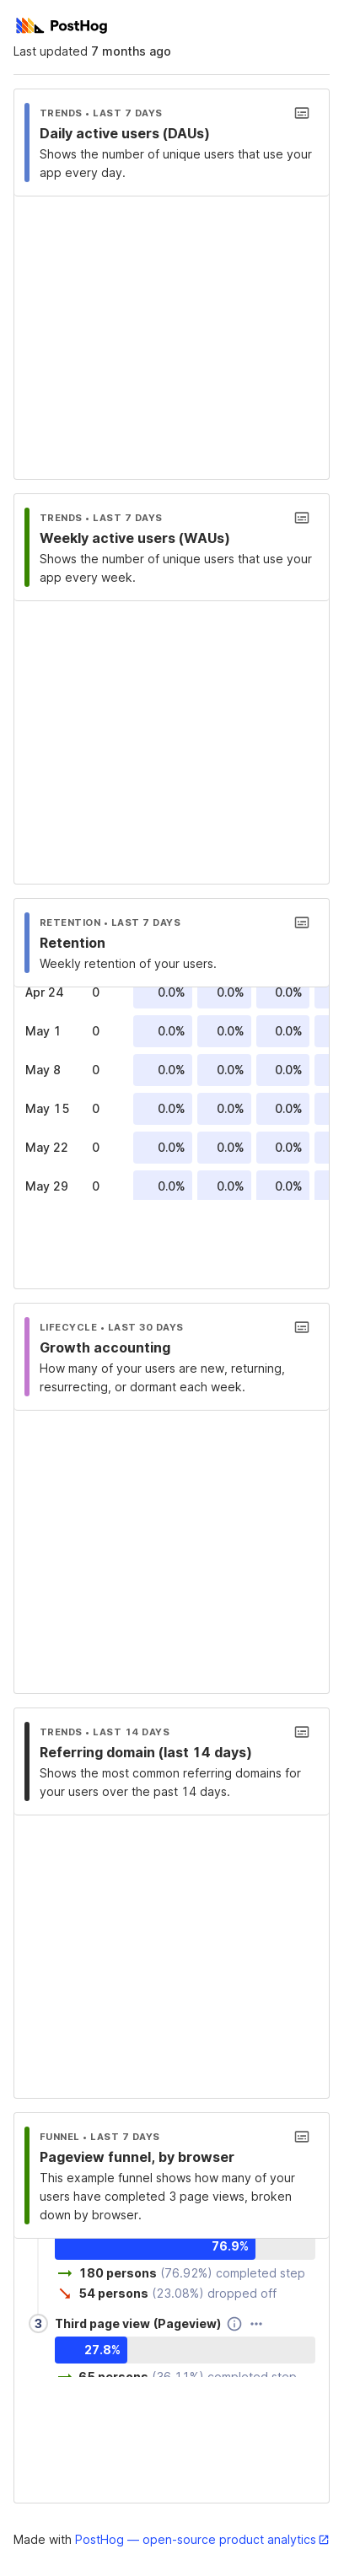 PostHog
Last updated 7 months ago
TRENDS • LAST 7 DAYS
Daily active users (DAUs)
Shows the number of unique users that use your
app every day.
TRENDS • LAST 7 DAYS
Weekly active users (WAUs)
Shows the number of unique users that use your
app every week.
RETENTION • LAST 7 DAYS
Retention
Weekly retention of your users.
Apr 24 0 0.0% 0.0% 0.0%
May 1 0 0.0% 0.0% 0.0%
May 8 0 0.0% 0.0% 0.0%
May 15 0 0.0% 0.0% 0.0%
May 22 0 0.0% 0.0% 0.0%
May 29 0 0.0% 0.0% 0.0%
LIFECYCLE • LAST 30 DAYS
Growth accounting
How many of your users are new, returning,
resurrecting, or dormant each week.
TRENDS • LAST 14 DAYS
Referring domain (last 14 days)
Shows the most common referring domains for
your users over the past 14 days.
FUNNEL • LAST 7 DAYS
Pageview funnel, by browser
This example funnel shows how many of your
users have completed 3 page views, broken
down by browser.
76.9%
180 persons (76.92%) completed step
54 persons (23.08%) dropped off
3 Third page view (Pageview)
27.8%
65 persons (36.11%) completed step
Made with PostHog — open-source product analytics